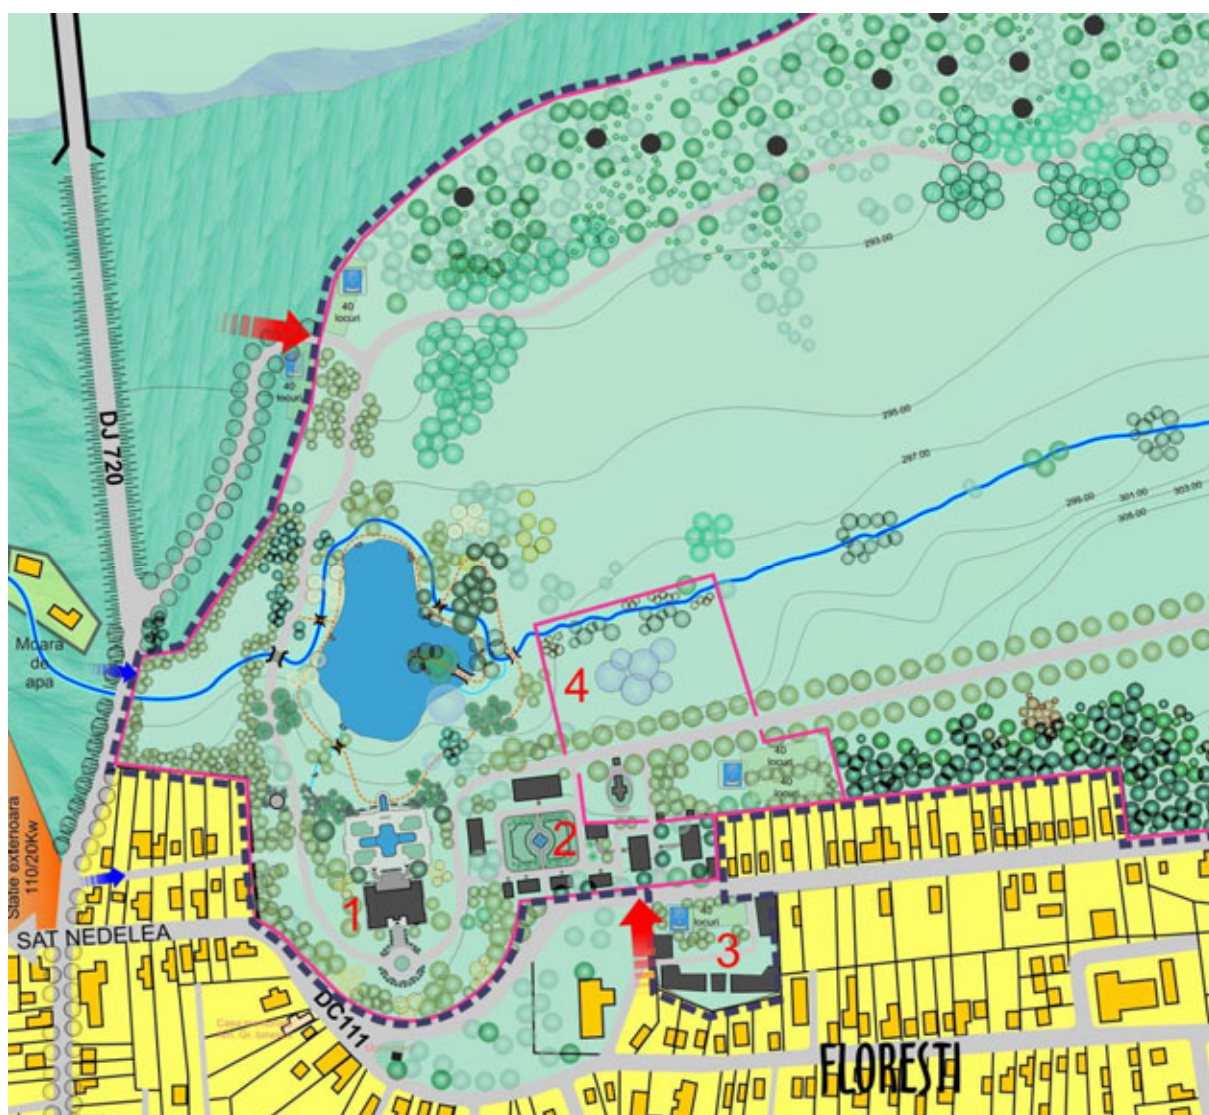 293.00
40
locuri
40
locuri
DJ 720
295.00
297.00
299.00
301.00
303.00
305.00
Moara
de
apa
4
40
locuri
40
locuri
2
Statie exterioara
110/20Kw
1
SAT NEDELEA
40
locuri
3
DC111
FLORESTI